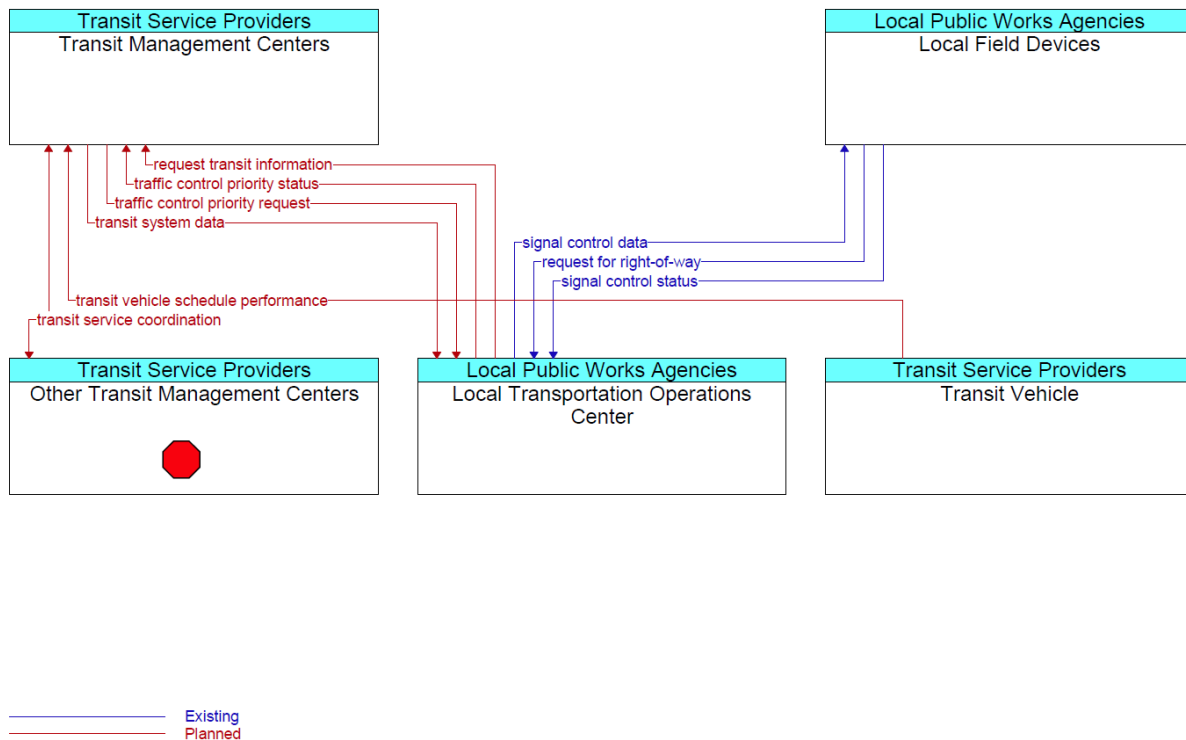 Transit Service Providers
Transit Management Centers
Local Public Works Agencies
Local Field Devices
request transit information
traffic control priority status
traffic control priority request
transit system data
signal control data
request for right-of-way
signal control status
transit vehicle schedule performance
transit service coordination
Transit Service Providers
Other Transit Management Centers
Local Public Works Agencies
Local Transportation Operations
Center
Transit Service Providers
Transit Vehicle
Existing
Planned